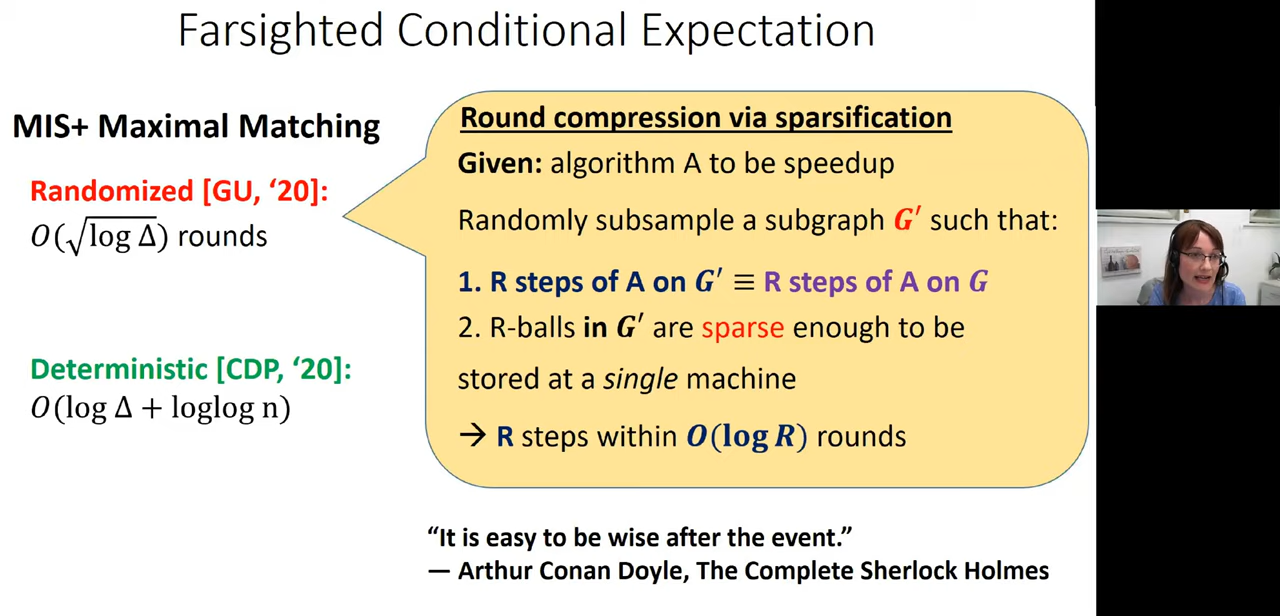 Farsighted Conditional Expectation
MIS+ Maximal Matching
Randomized [GU, ‘20]:
O(√log Δ) rounds
Deterministic [CDP, ‘20]:
O(log Δ + loglog n)
Round compression via sparsification
Given: algorithm A to be speedup
Randomly subsample a subgraph G′ such that:
1. R steps of A on G′ ≡ R steps of A on G
2. R-balls in G′ are sparse enough to be
stored at a single machine
→ R steps within O(log R) rounds
“It is easy to be wise after the event.”
— Arthur Conan Doyle, The Complete Sherlock Holmes